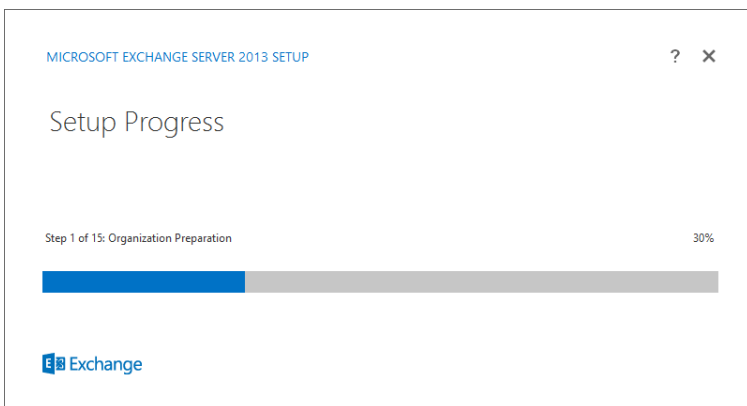 MICROSOFT EXCHANGE SERVER 2013 SETUP
? ×
Setup Progress
Step 1 of 15: Organization Preparation 30%
E Exchange